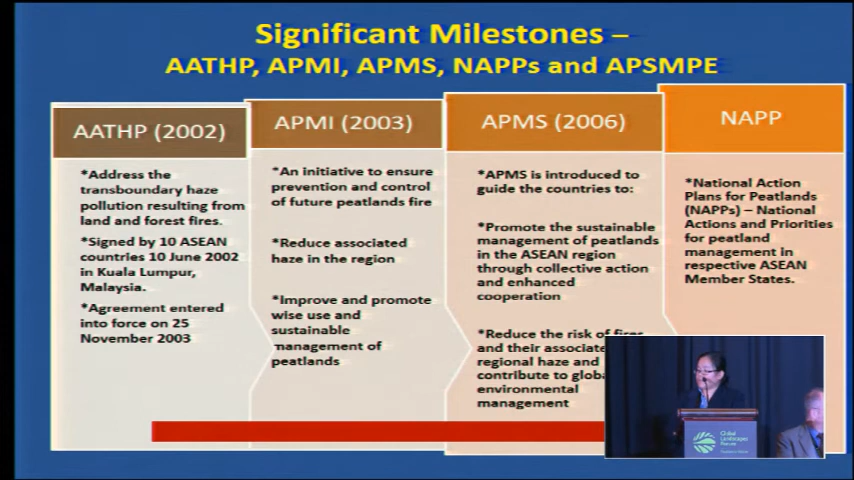 Significant Milestones –
AATHP, APMI, APMS, NAPPs and APSMPE
AATHP (2002)
*Address the
transboundary haze
pollution resulting from
land and forest fires.
*Signed by 10 ASEAN
countries 10 June 2002
in Kuala Lumpur,
Malaysia.
*Agreement entered
into force on 25
November 2003
APMI (2003)
*An initiative to ensure
prevention and control
of future peatlands fire
*Reduce associated
haze in the region
*Improve and promote
wise use and
sustainable
management of
peatlands
APMS (2006)
*APMS is introduced to
guide the countries to:
*Promote the sustainable
management of peatlands
in the ASEAN region
through collective action
and enhanced
cooperation
*Reduce the risk of fires
and their associate
regional haze and
contribute to globa
environmental
management
NAPP
*National Action
Plans for Peatlands
(NAPPs) – National
Actions and Priorities
for peatland
management in
respective ASEAN
Member States.
Global
Landscapes
Forum